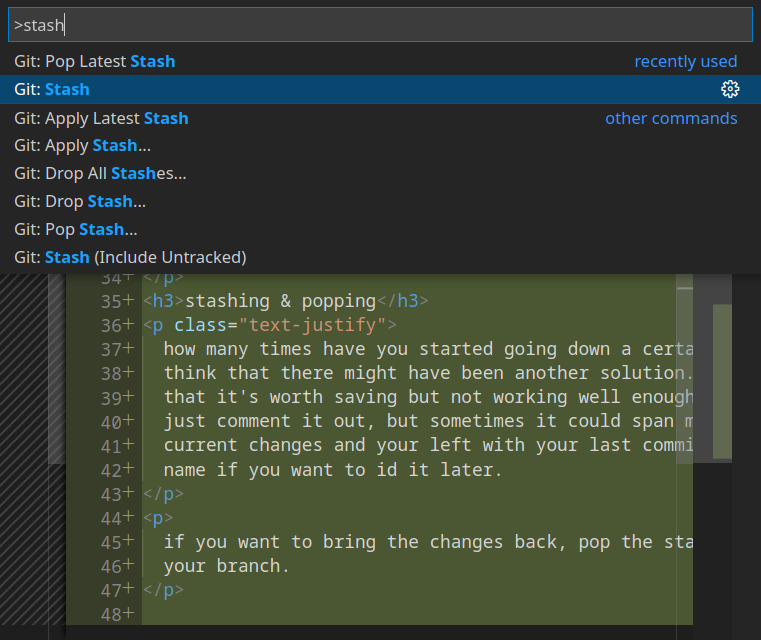 >stash
Git: Pop Latest Stash recently used
Git: Stash
Git: Apply Latest Stash other commands
Git: Apply Stash...
Git: Drop All Stashes...
Git: Drop Stash...
Git: Pop Stash...
Git: Stash (Include Untracked)
34+ </p>
35+ <h3>stashing & popping</h3>
36+ <p class="text-justify">
37+ how many times have you started going down a certa
38+ think that there might have been another solution.
39+ that it's worth saving but not working well enough
40+ just comment it out, but sometimes it could span m
41+ current changes and your left with your last commi
42+ name if you want to id it later.
43+ </p>
44+ <p>
45+ if you want to bring the changes back, pop the sta
46+ your branch.
47+ </p>
48+